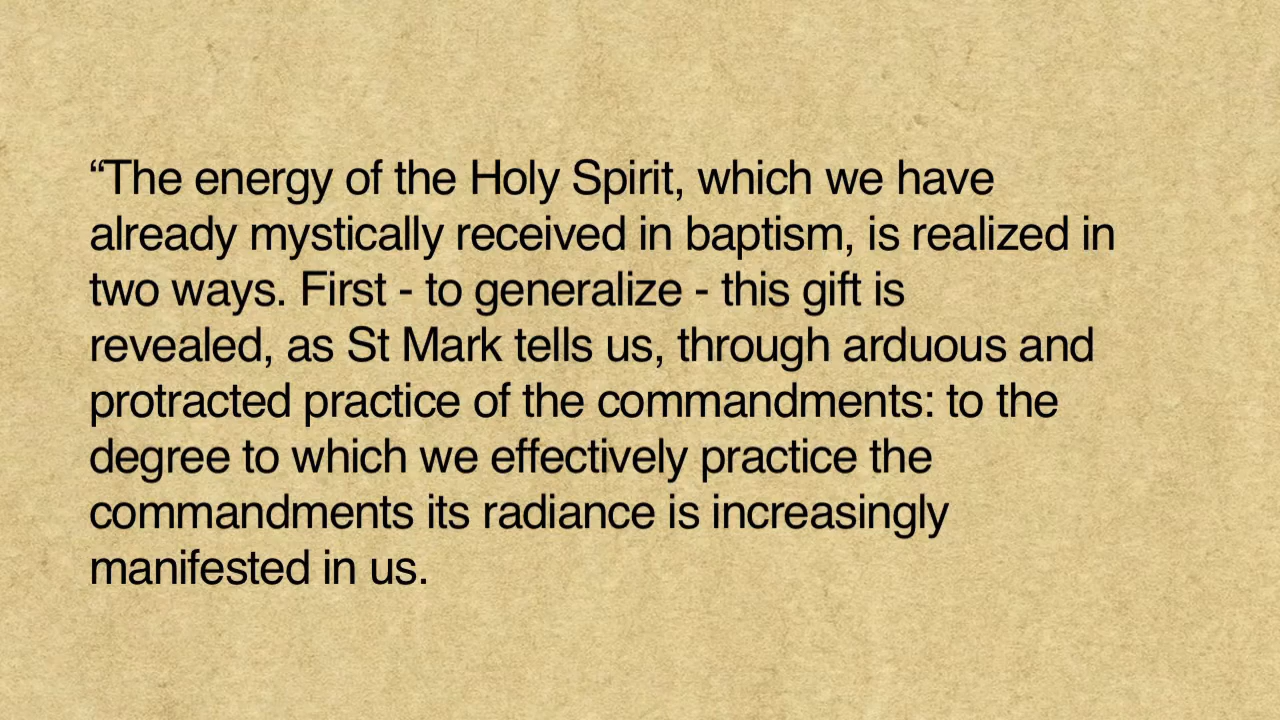 “The energy of the Holy Spirit, which we have
already mystically received in baptism, is realized in
two ways. First - to generalize - this gift is
revealed, as St Mark tells us, through arduous and
protracted practice of the commandments: to the
degree to which we effectively practice the
commandments its radiance is increasingly
manifested in us.